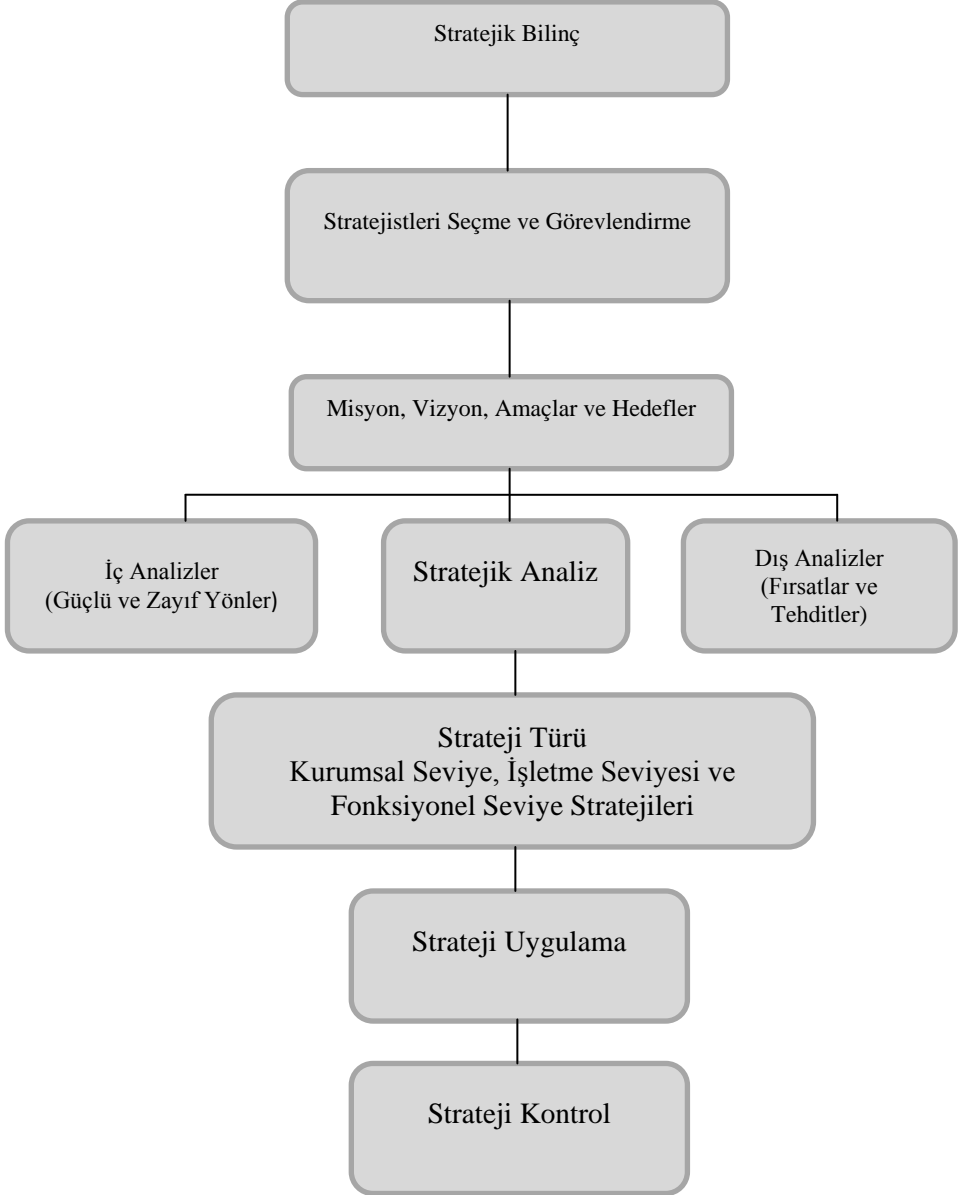 Stratejik Bilinç
Stratejistleri Seçme ve Görevlendirme
Misyon, Vizyon, Amaçlar ve Hedefler
İç Analizler
(Güçlü ve Zayıf Yönler)
Stratejik Analiz
Dış Analizler
(Fırsatlar ve
Tehditler)
Strateji Türü
Kurumsal Seviye, İşletme Seviyesi ve
Fonksiyonel Seviye Stratejileri
Strateji Uygulama
Strateji Kontrol